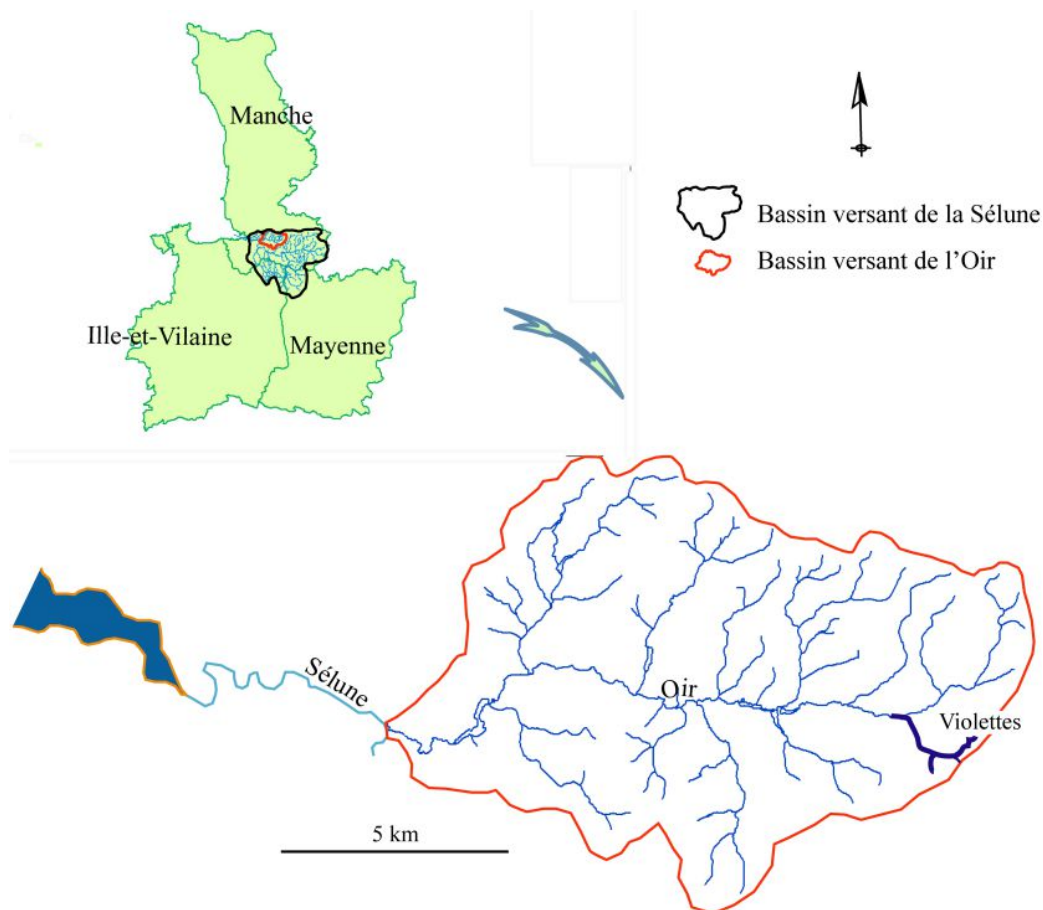 Manche
Bassin versant de la Sélune
Bassin versant de l'Oir
Ille-et-Vilaine
Mayenne
Sélune
Oir
Violettes
5 km